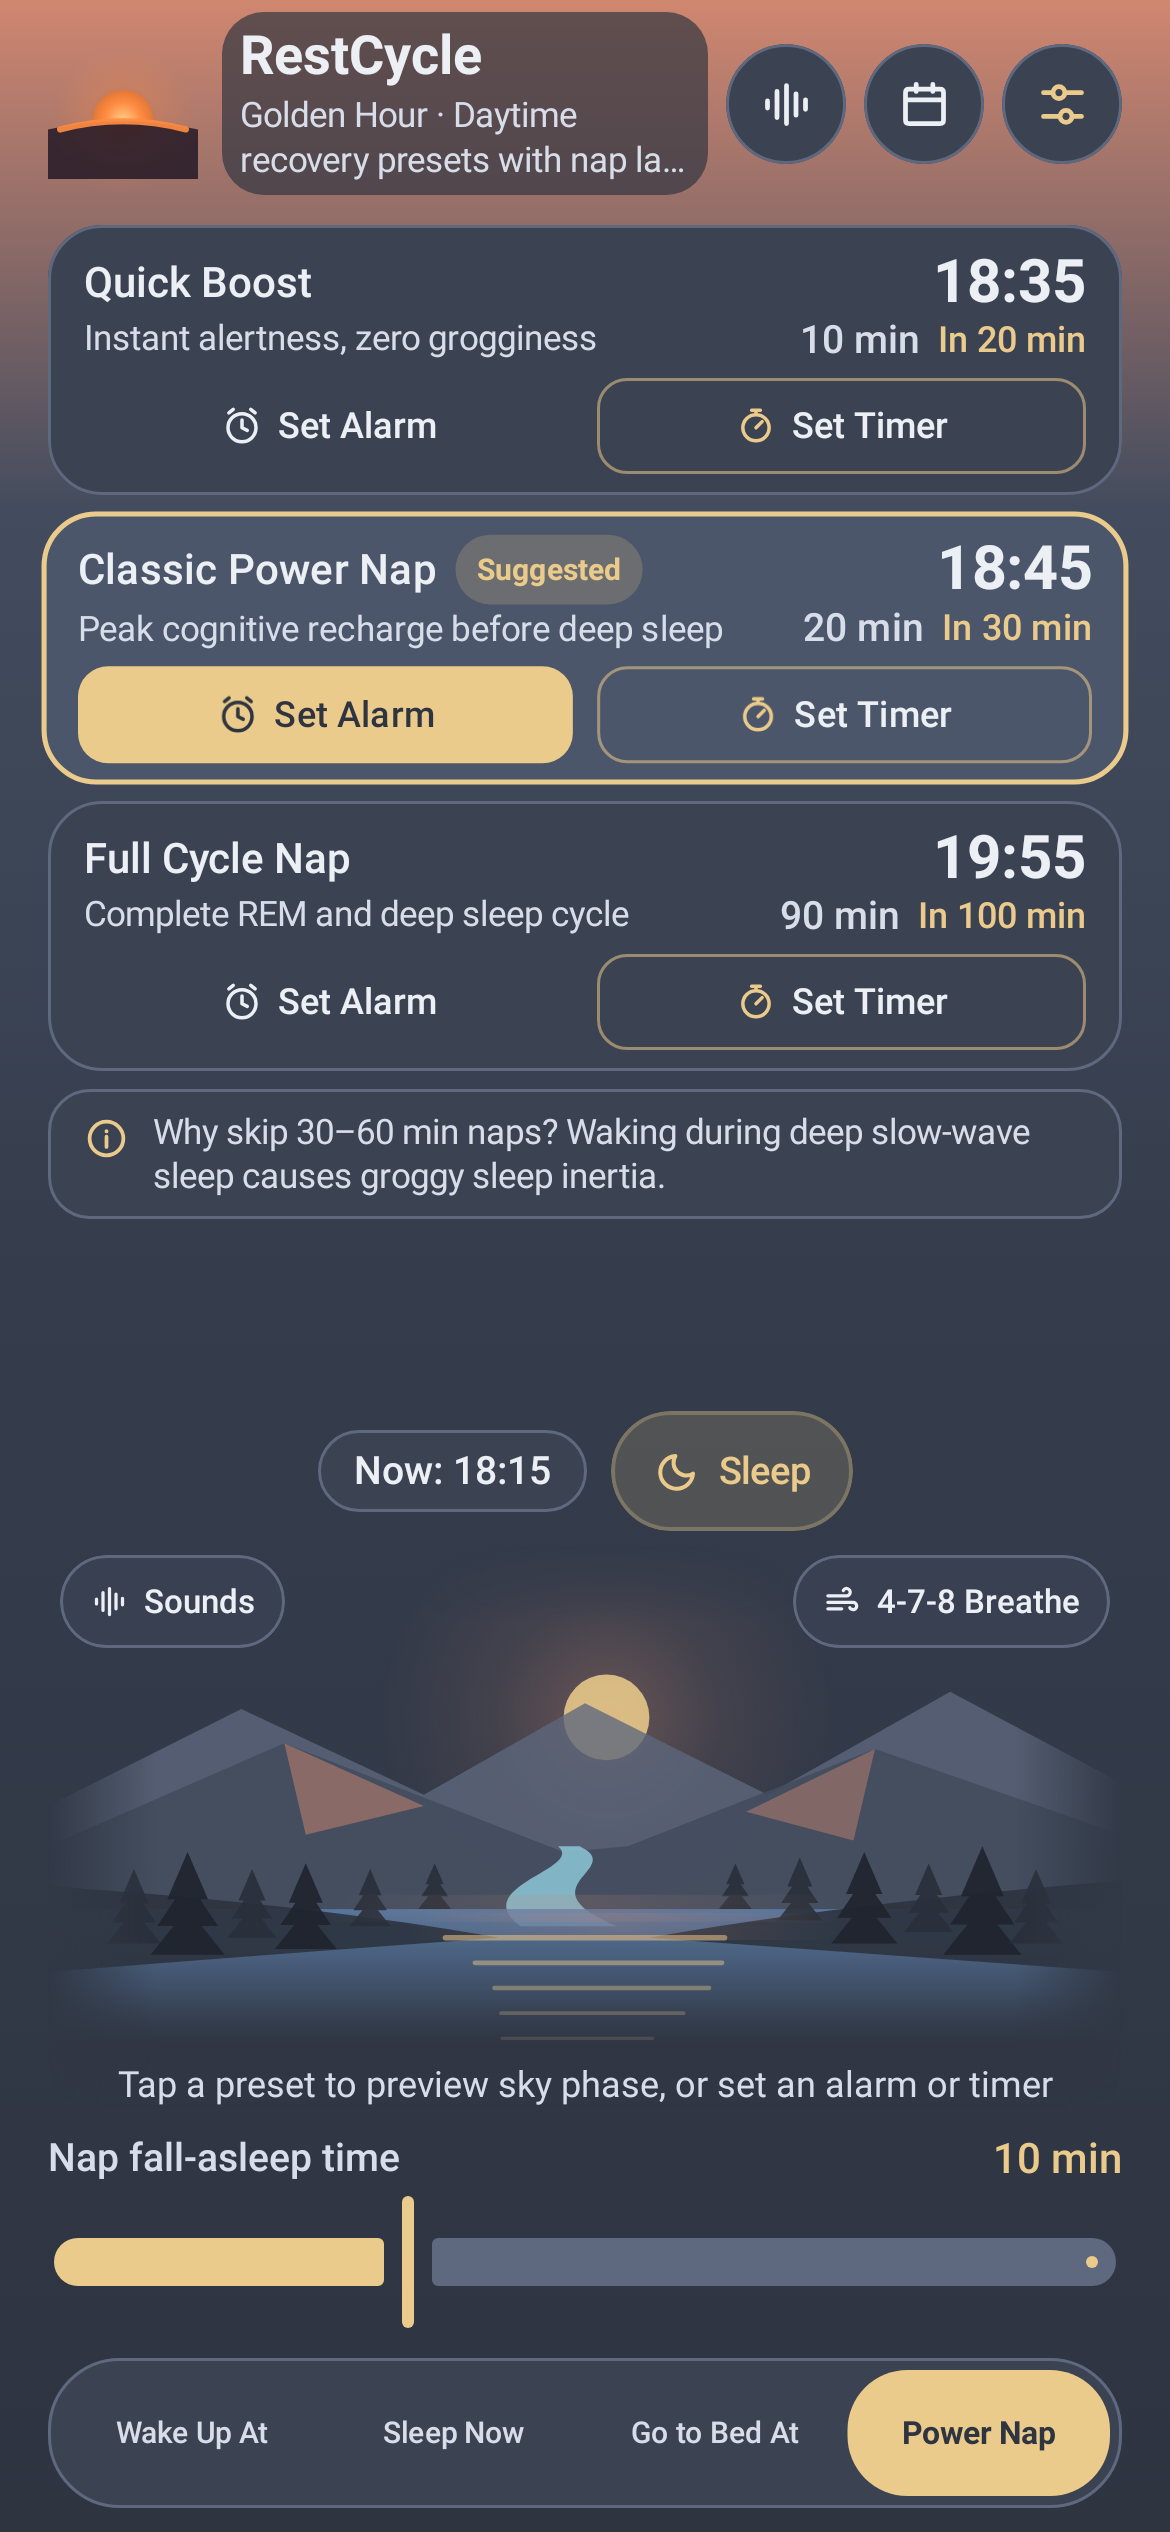 RestCycle
Golden Hour · Daytime
recovery presets with nap la...
Quick Boost
18:35
Instant alertness, zero grogginess
10 min In 20 min
Set Alarm
Set Timer
Classic Power Nap
Suggested
18:45
Peak cognitive recharge before deep sleep
20 min In 30 min
Set Alarm
Set Timer
Full Cycle Nap
19:55
Complete REM and deep sleep cycle
90 min In 100 min
Set Alarm
Set Timer
Why skip 30–60 min naps? Waking during deep slow-wave
sleep causes groggy sleep inertia.
Now: 18:15
Sleep
Sounds
4-7-8 Breathe
Tap a preset to preview sky phase, or set an alarm or timer
Nap fall-asleep time
10 min
Wake Up At
Sleep Now
Go to Bed At
Power Nap